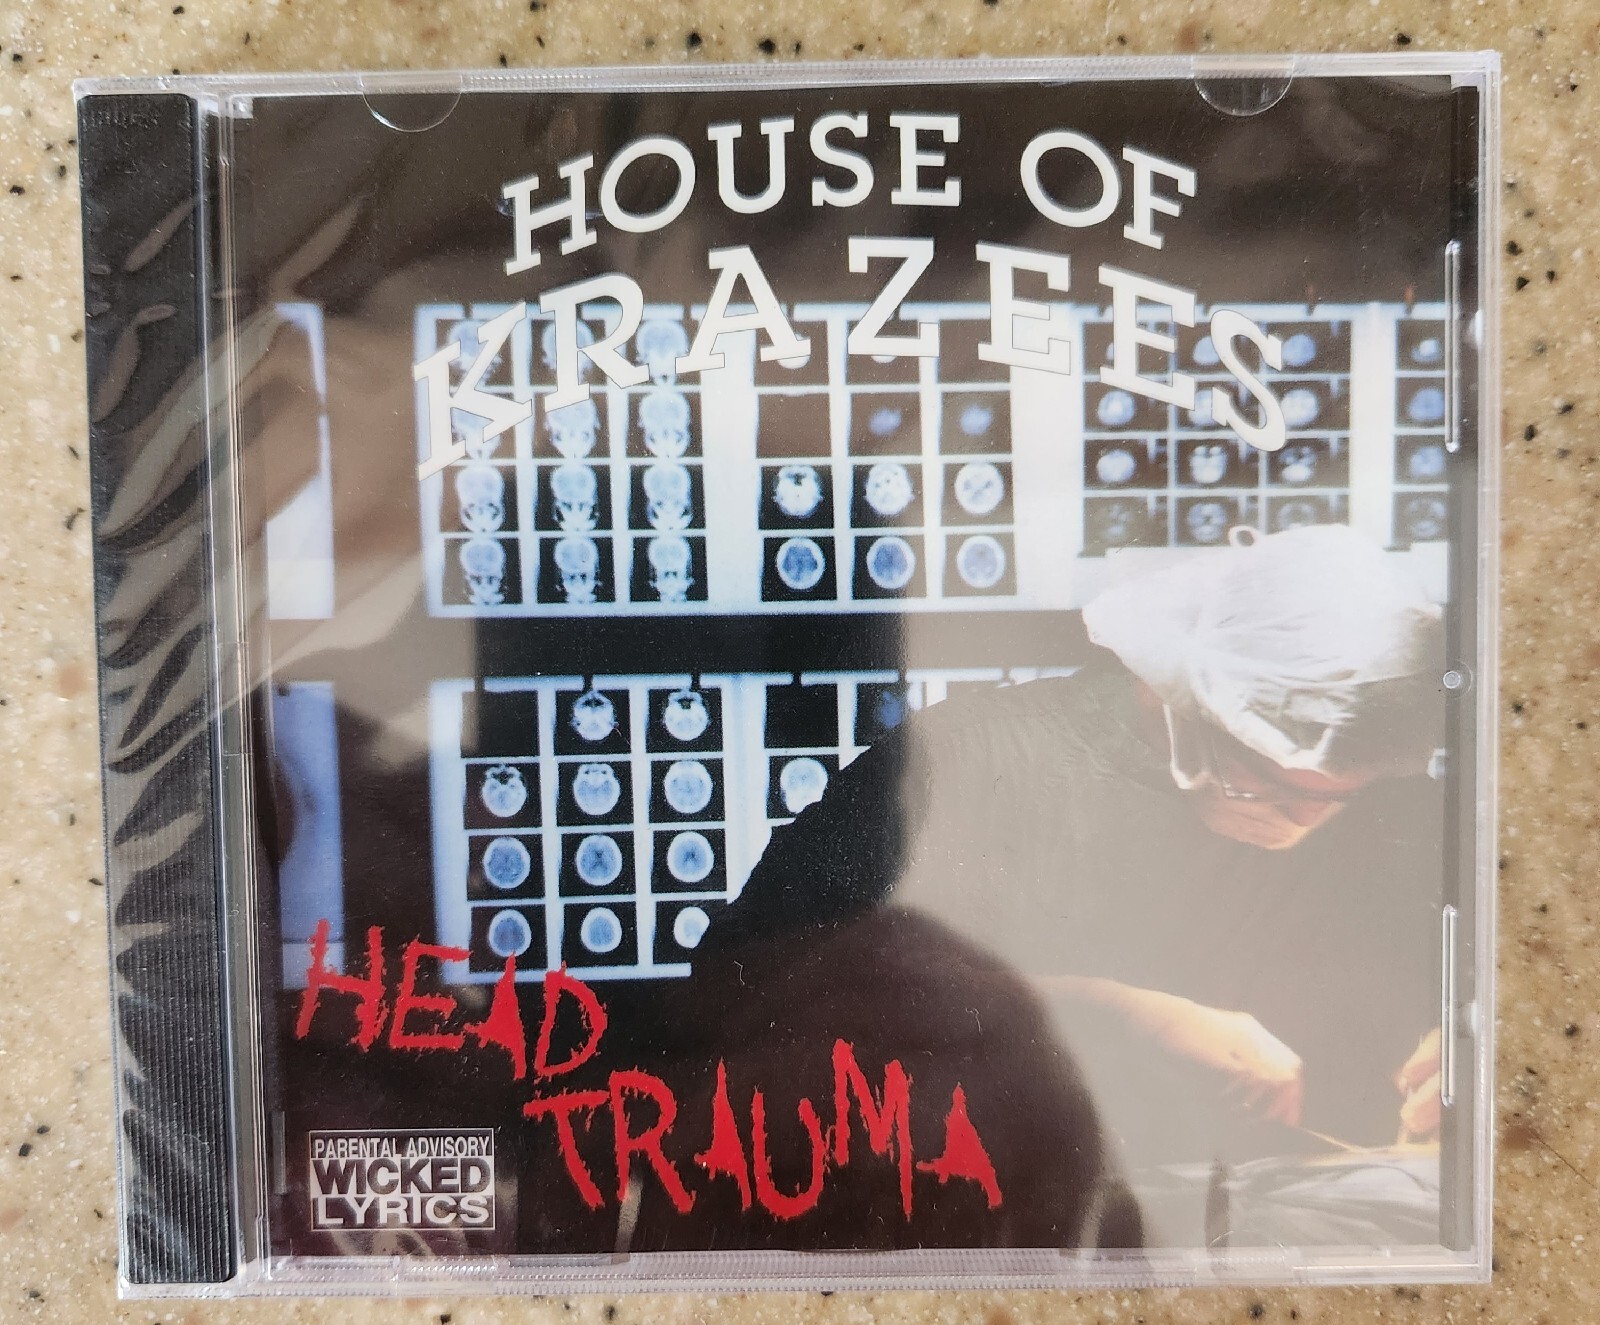 HOUSE OF
KRAZEES
HEAD
TRAUMA
PARENTAL ADVISORY
WICKED
LYRICS